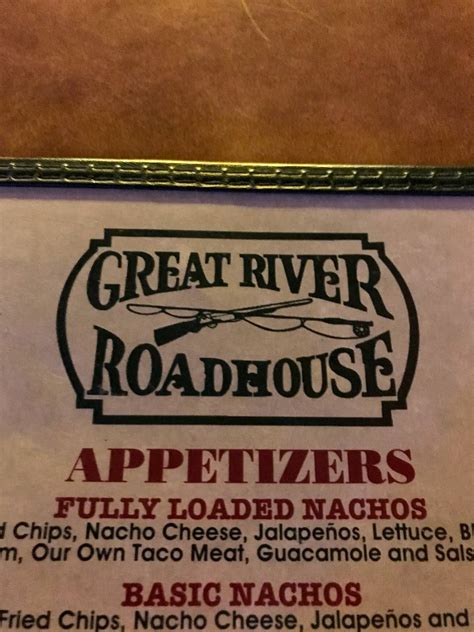 GREAT RIVER
ROADHOUSE
APPETIZERS
FULLY LOADED NACHOS
Chips, Nacho Cheese, Jalapeños, Lettuce,
Our Own Taco Meat, Guacamole and
BASIC NACHOS
Fried Chips, Nacho Cheese, Jalapeños and